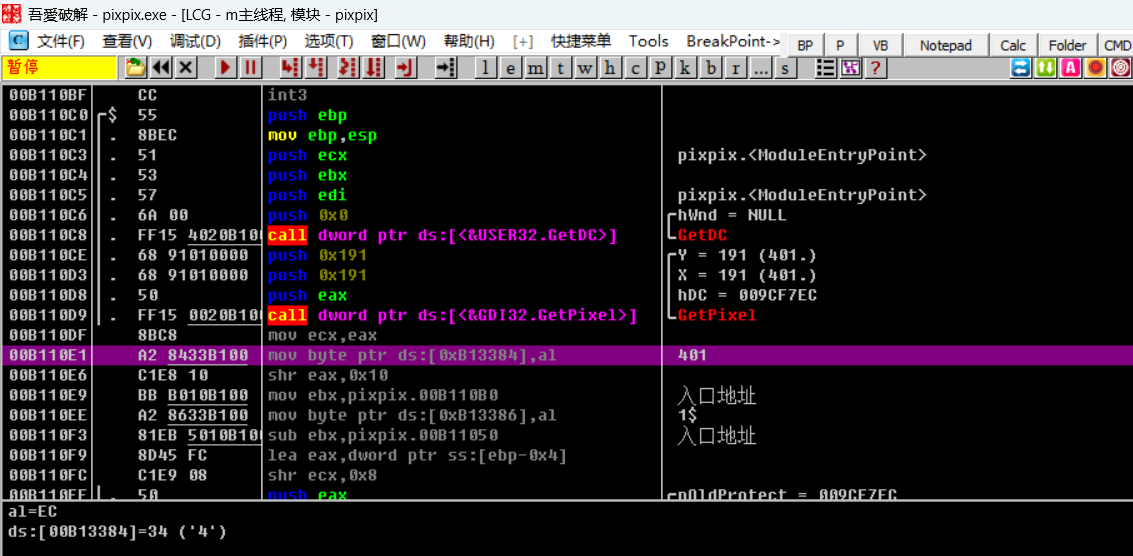 吾愛破解 - pixpix.exe - [LCG - m主线程, 模块 - pixpix]
C 文件(F) 查看(V) 调试(D) 插件(P) 选项(T) 窗口(W) 帮助(H) [+] 快捷菜单 Tools BreakPoint-> BP P VB Notepad Calc Folder CMD
暂停 l e m t w h c P k b r ... s ? A
00B110BF CC int3
00B110C0 $ 55 push ebp
00B110C1 . 8BEC mov ebp,esp
00B110C3 . 51 push ecx pixpix.<ModuleEntryPoint>
00B110C4 . 53 push ebx
00B110C5 . 57 push edi pixpix.<ModuleEntryPoint>
00B110C6 . 6A 00 push 0x0 hWnd = NULL
00B110C8 . FF15 4020B100 call dword ptr ds:[<&USER32.GetDC>] GetDC
00B110CE . 68 91010000 push 0x191 Y = 191 (401.)
00B110D3 . 68 91010000 push 0x191 X = 191 (401.)
00B110D8 . 50 push eax hDC = 009CF7EC
00B110D9 . FF15 0020B100 call dword ptr ds:[<&GDI32.GetPixel>] GetPixel
00B110DF 8BC8 mov ecx,eax
00B110E1 A2 8433B100 mov byte ptr ds:[0xB13384],al 401
00B110E6 C1E8 10 shr eax,0x10
00B110E9 BB B010B100 mov ebx,pixpix.00B110B0 入口地址
00B110EE A2 8633B100 mov byte ptr ds:[0xB13386],al 1$
00B110F3 81EB 5010B100 sub ebx,pixpix.00B11050 入口地址
00B110F9 8D45 FC lea eax,dword ptr ss:[ebp-0x4]
00B110FC C1E9 08 shr ecx,0x8
00B110FF . 50 push eax pOldProtect = 009CF7EC
al=EC
ds:[00B13384]=34 ('4')